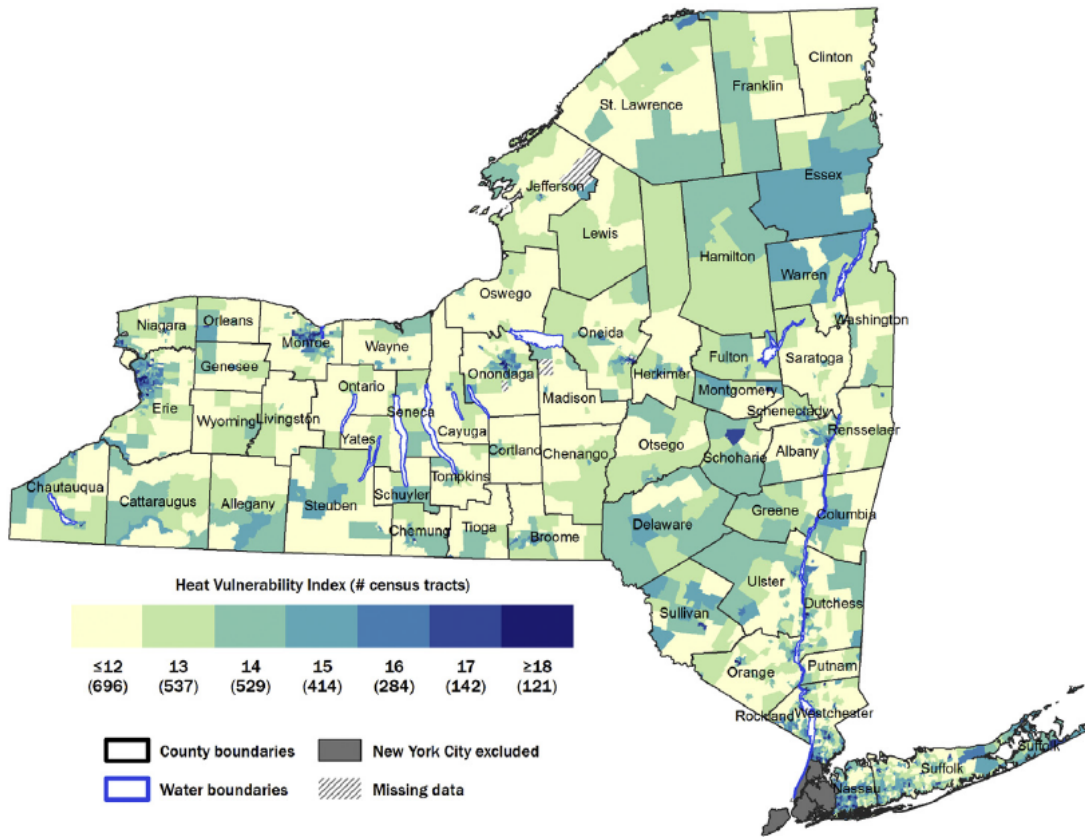 Clinton
Franklin
St. Lawrence
Essex
Jefferson
Lewis
Hamilton
Warren
Oswego
Washington
Niagara
Orleans
Monroe
Wayne
Oneida
Fulton
Saratoga
Genesee
Onondaga
Herkimer
Ontario
Montgomery
Erie
Seneca
Madison
Schenectady
Wyoming
Livingston
Cayuga
Rensselaer
Yates
Cortland
Otsego
Albany
Chenango
Schoharie
Tompkins
Chautauqua
Cattaraugus
Allegany
Steuben
Schuyler
Greene
Columbia
Chemung
Tioga
Broome
Delaware
Ulster
Dutchess
Sullivan
Orange
Putnam
Rockland
Westchester
Suffolk
Suffolk
Nassau
Heat Vulnerability Index (# census tracts)
≤12 13 14 15 16 17 ≥18
(696) (537) (529) (414) (284) (142) (121)
County boundaries New York City excluded
Water boundaries Missing data